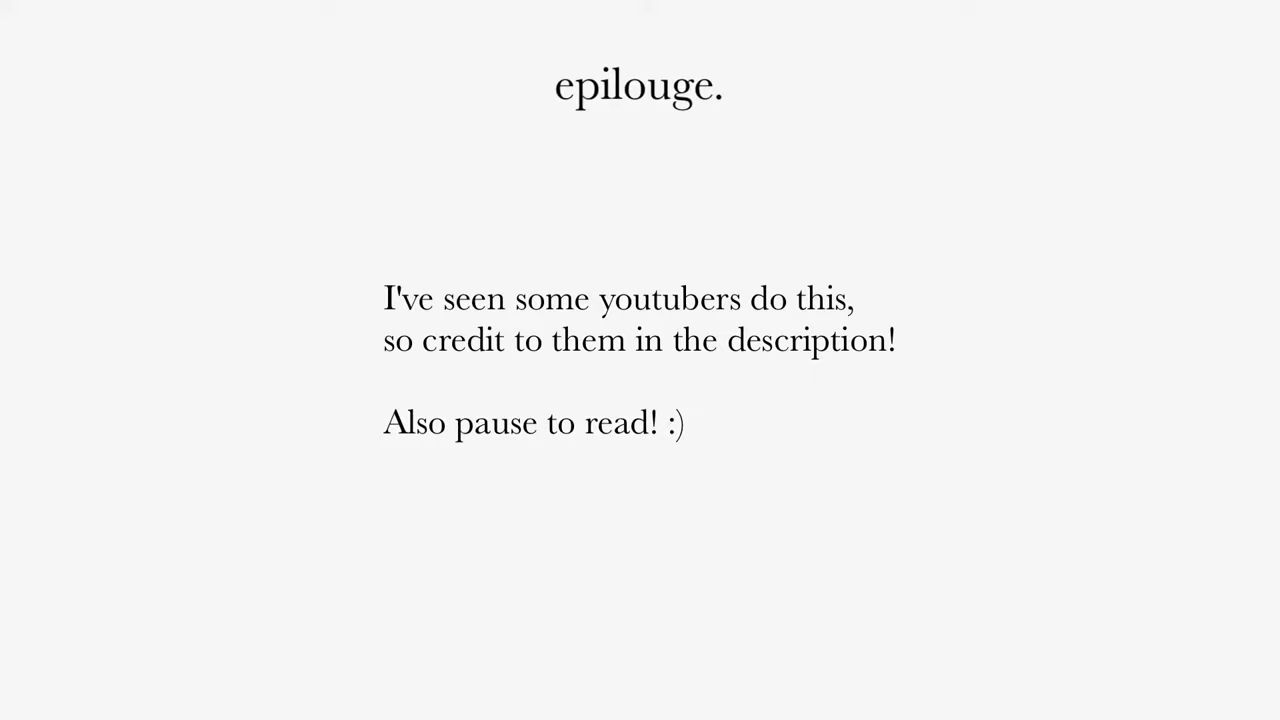 epilouge.
I've seen some youtubers do this,
so credit to them in the description!
Also pause to read! :)